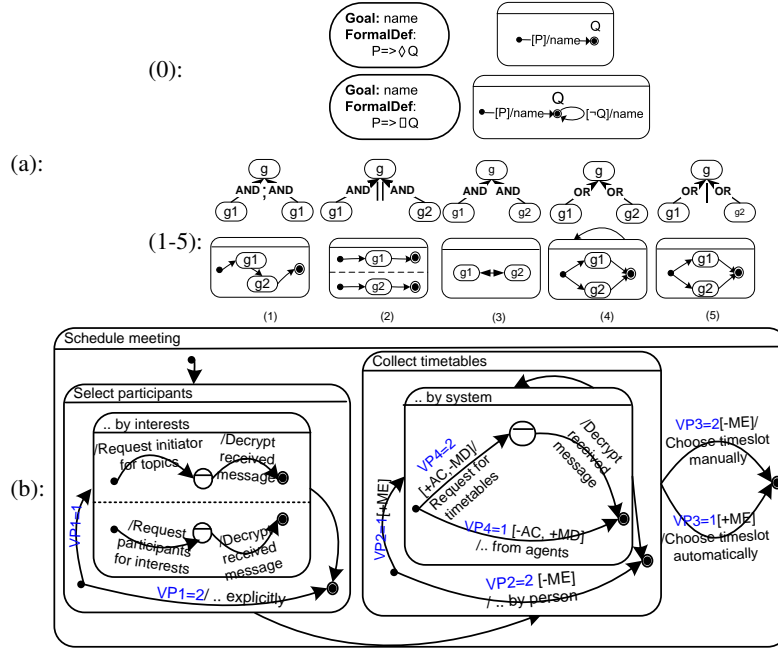 Goal: name
FormalDef:
P=>◊Q
Q
[P]/name
(0):
Goal: name
FormalDef:
P=>□Q
Q
[P]/name
[¬Q]/name
(a):
g
AND ; AND
g1
g1
g
AND || AND
g1
g2
g
AND AND
g1
g2
g
OR OR
g1
g2
g
OR | OR
g1
g2
(1-5):
g1
g2
g1
g2
g1
g2
g1
g2
g1
g2
(1)
(2)
(3)
(4)
(5)
(b):
Schedule meeting
Select participants
.. by interests
/Request initiator
for topics
/Decrypt
received
message
/Request
participants
for interests
/Decrypt
received
message
VP1=1
VP1=2/ .. explicitly
Collect timetables
.. by system
VP4=2
[+AC,-MD]/
Request for
timetables
/Decrypt
received
message
VP4=1 [-AC, +MD]
/.. from agents
VP2=1[+ME]
VP2=2 [-ME]
/ .. by person
VP3=2[-ME]/
Choose timeslot
manually
VP3=1[+ME]
/Choose timeslot
automatically